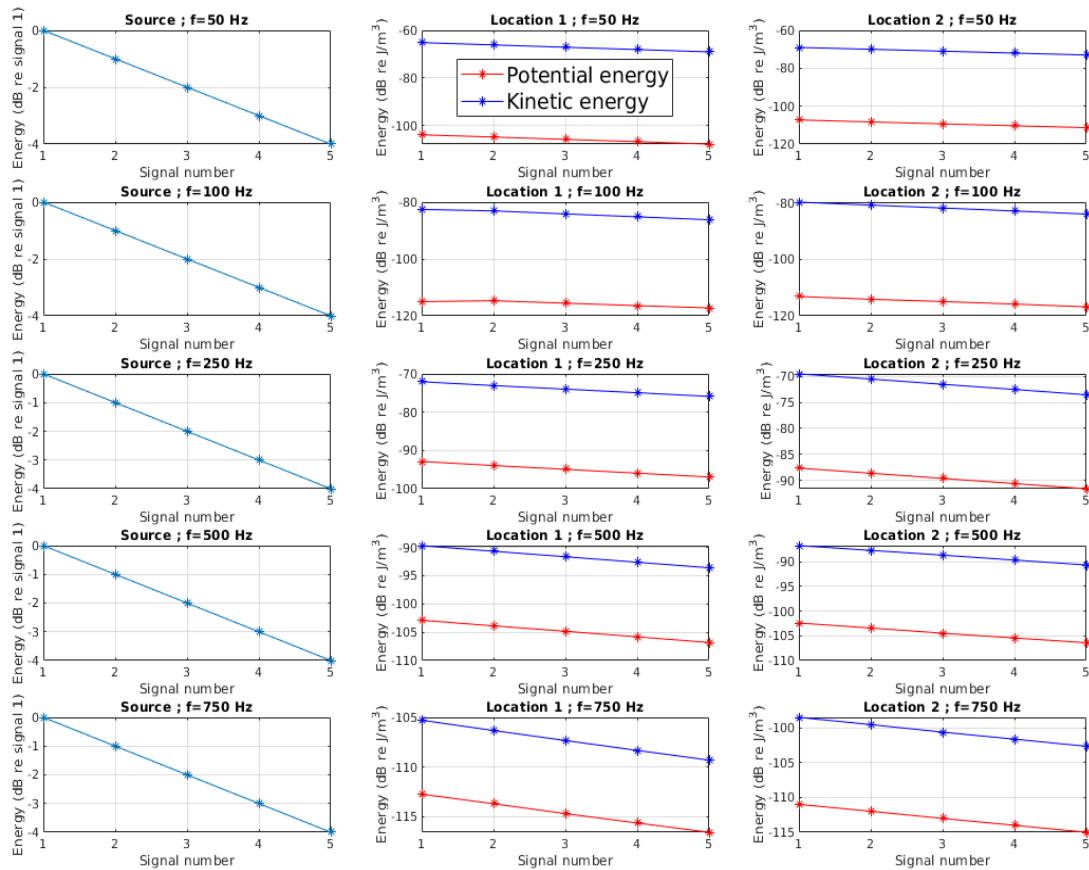 Source ; f=50 Hz
Energy (dB re signal 1)
0
-2
-4
1 2 3 4 5
Signal number
Location 1 ; f=50 Hz
Energy (dB re J/m³)
-60
-80
-100
Potential energy
Kinetic energy
1 2 3 4 5
Signal number
Location 2 ; f=50 Hz
Energy (dB re J/m³)
-60
-80
-100
-120
1 2 3 4 5
Signal number
Source ; f=100 Hz
Energy (dB re signal 1)
0
-2
-4
1 2 3 4 5
Signal number
Location 1 ; f=100 Hz
Energy (dB re J/m³)
-80
-100
-120
1 2 3 4 5
Signal number
Location 2 ; f=100 Hz
Energy (dB re J/m³)
-80
-100
-120
1 2 3 4 5
Signal number
Source ; f=250 Hz
Energy (dB re signal 1)
0
-1
-2
-3
-4
1 2 3 4 5
Signal number
Location 1 ; f=250 Hz
Energy (dB re J/m³)
-70
-80
-90
-100
1 2 3 4 5
Signal number
Location 2 ; f=250 Hz
Energy (dB re J/m³)
-70
-75
-80
-85
-90
1 2 3 4 5
Signal number
Source ; f=500 Hz
Energy (dB re signal 1)
0
-1
-2
-3
-4
1 2 3 4 5
Signal number
Location 1 ; f=500 Hz
Energy (dB re J/m³)
-90
-95
-100
-105
-110
1 2 3 4 5
Signal number
Location 2 ; f=500 Hz
Energy (dB re J/m³)
-90
-100
-105
-110
1 2 3 4 5
Signal number
Source ; f=750 Hz
Energy (dB re signal 1)
0
-1
-2
-3
-4
1 2 3 4 5
Signal number
Location 1 ; f=750 Hz
Energy (dB re J/m³)
-105
-110
-115
1 2 3 4 5
Signal number
Location 2 ; f=750 Hz
Energy (dB re J/m³)
-100
-105
-110
-115
1 2 3 4 5
Signal number